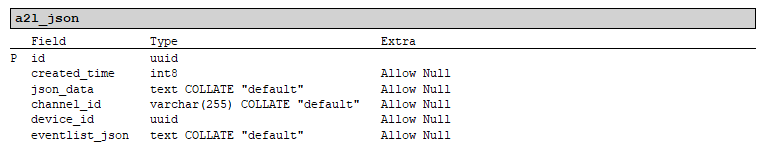 a2l_json
Field Type Extra
P id uuid
created_time int8 Allow Null
json_data text COLLATE "default" Allow Null
channel_id varchar(255) COLLATE "default" Allow Null
device_id uuid Allow Null
eventlist_json text COLLATE "default" Allow Null